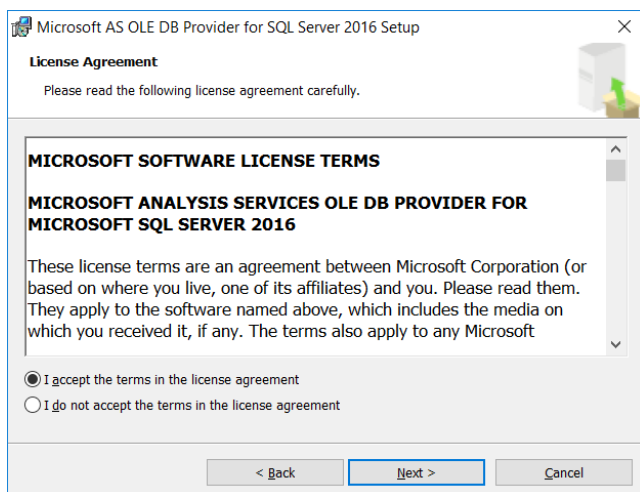 Microsoft AS OLE DB Provider for SQL Server 2016 Setup
License Agreement
Please read the following license agreement carefully.
MICROSOFT SOFTWARE LICENSE TERMS
MICROSOFT ANALYSIS SERVICES OLE DB PROVIDER FOR
MICROSOFT SQL SERVER 2016
These license terms are an agreement between Microsoft Corporation (or
based on where you live, one of its affiliates) and you. Please read them.
They apply to the software named above, which includes the media on
which you received it, if any. The terms also apply to any Microsoft
I accept the terms in the license agreement
I do not accept the terms in the license agreement
< Back Next > Cancel